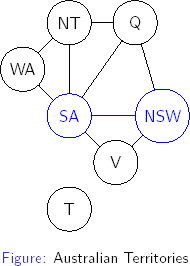 NT Q
WA
SA NSW
V
T
Figure: Australian Territories